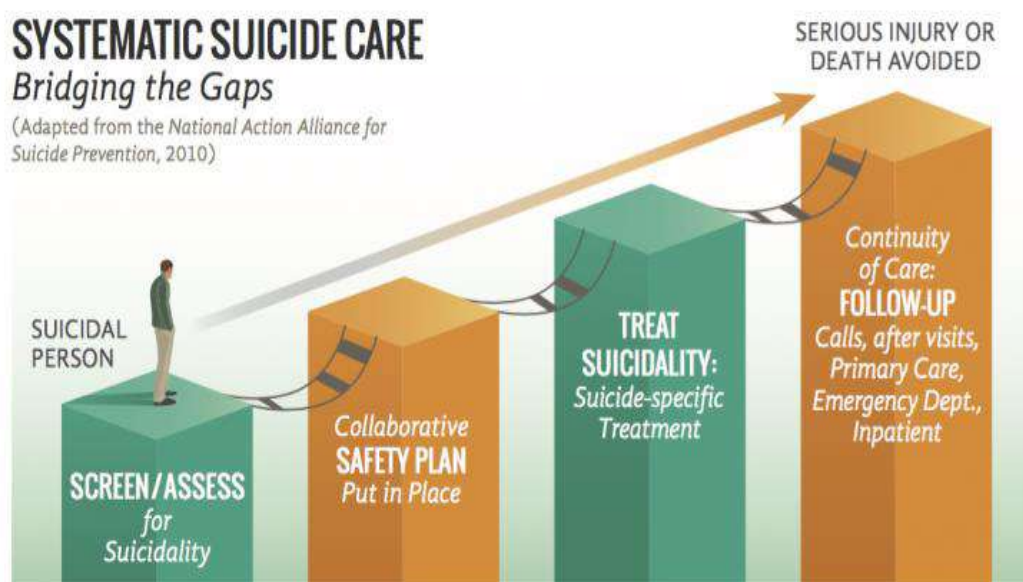 SYSTEMATIC SUICIDE CARE
Bridging the Gaps
(Adapted from the National Action Alliance for
Suicide Prevention, 2010)
SERIOUS INJURY OR
DEATH AVOIDED
SUICIDAL
PERSON
SCREEN/ASSESS
for
Suicidality
Collaborative
SAFETY PLAN
Put in Place
TREAT
SUICIDALITY:
Suicide-specific
Treatment
Continuity
of Care:
FOLLOW-UP
Calls, after visits,
Primary Care,
Emergency Dept.,
Inpatient